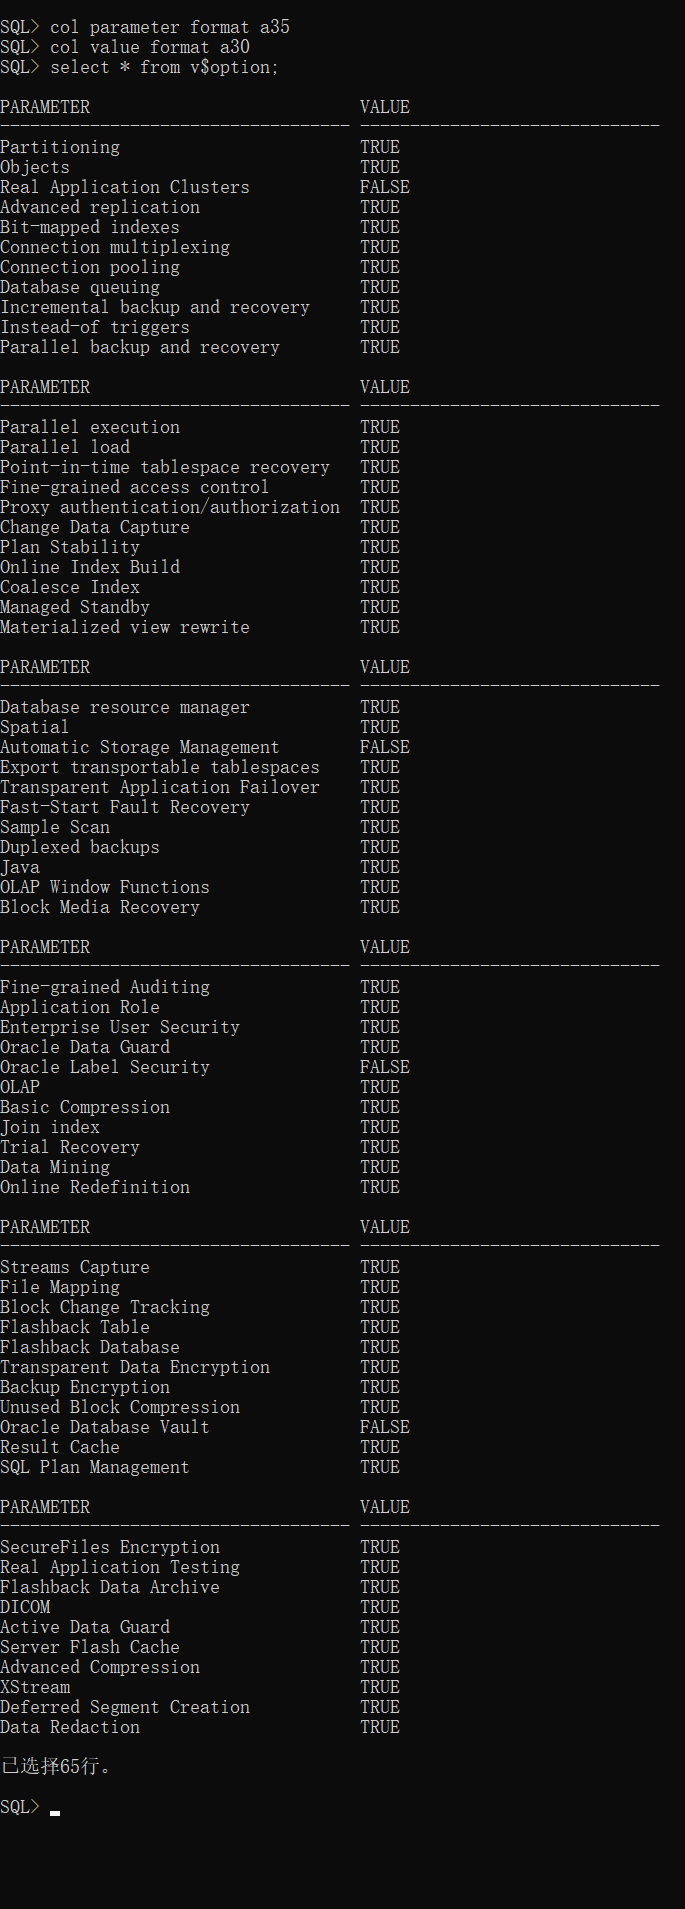 SQL> col parameter format a35
SQL> col value format a30
SQL> select * from v$option;
PARAMETER                           VALUE
----------------------------------- ------------------------------
Partitioning                        TRUE
Objects                             TRUE
Real Application Clusters           FALSE
Advanced replication                TRUE
Bit-mapped indexes                  TRUE
Connection multiplexing             TRUE
Connection pooling                  TRUE
Database queuing                    TRUE
Incremental backup and recovery     TRUE
Instead-of triggers                 TRUE
Parallel backup and recovery        TRUE
PARAMETER                           VALUE
----------------------------------- ------------------------------
Parallel execution                  TRUE
Parallel load                       TRUE
Point-in-time tablespace recovery   TRUE
Fine-grained access control         TRUE
Proxy authentication/authorization  TRUE
Change Data Capture                 TRUE
Plan Stability                      TRUE
Online Index Build                  TRUE
Coalesce Index                      TRUE
Managed Standby                     TRUE
Materialized view rewrite           TRUE
PARAMETER                           VALUE
----------------------------------- ------------------------------
Database resource manager           TRUE
Spatial                             TRUE
Automatic Storage Management        FALSE
Export transportable tablespaces    TRUE
Transparent Application Failover    TRUE
Fast-Start Fault Recovery           TRUE
Sample Scan                         TRUE
Duplexed backups                    TRUE
Java                                TRUE
OLAP Window Functions               TRUE
Block Media Recovery                TRUE
PARAMETER                           VALUE
----------------------------------- ------------------------------
Fine-grained Auditing               TRUE
Application Role                    TRUE
Enterprise User Security            TRUE
Oracle Data Guard                   TRUE
Oracle Label Security               FALSE
OLAP                                TRUE
Basic Compression                   TRUE
Join index                          TRUE
Trial Recovery                      TRUE
Data Mining                         TRUE
Online Redefinition                 TRUE
PARAMETER                           VALUE
----------------------------------- ------------------------------
Streams Capture                     TRUE
File Mapping                        TRUE
Block Change Tracking               TRUE
Flashback Table                     TRUE
Flashback Database                  TRUE
Transparent Data Encryption         TRUE
Backup Encryption                   TRUE
Unused Block Compression            TRUE
Oracle Database Vault               FALSE
Result Cache                        TRUE
SQL Plan Management                 TRUE
PARAMETER                           VALUE
----------------------------------- ------------------------------
SecureFiles Encryption              TRUE
Real Application Testing            TRUE
Flashback Data Archive              TRUE
DICOM                               TRUE
Active Data Guard                   TRUE
Server Flash Cache                  TRUE
Advanced Compression                TRUE
XStream                             TRUE
Deferred Segment Creation           TRUE
Data Redaction                      TRUE
已选择65行。
SQL>